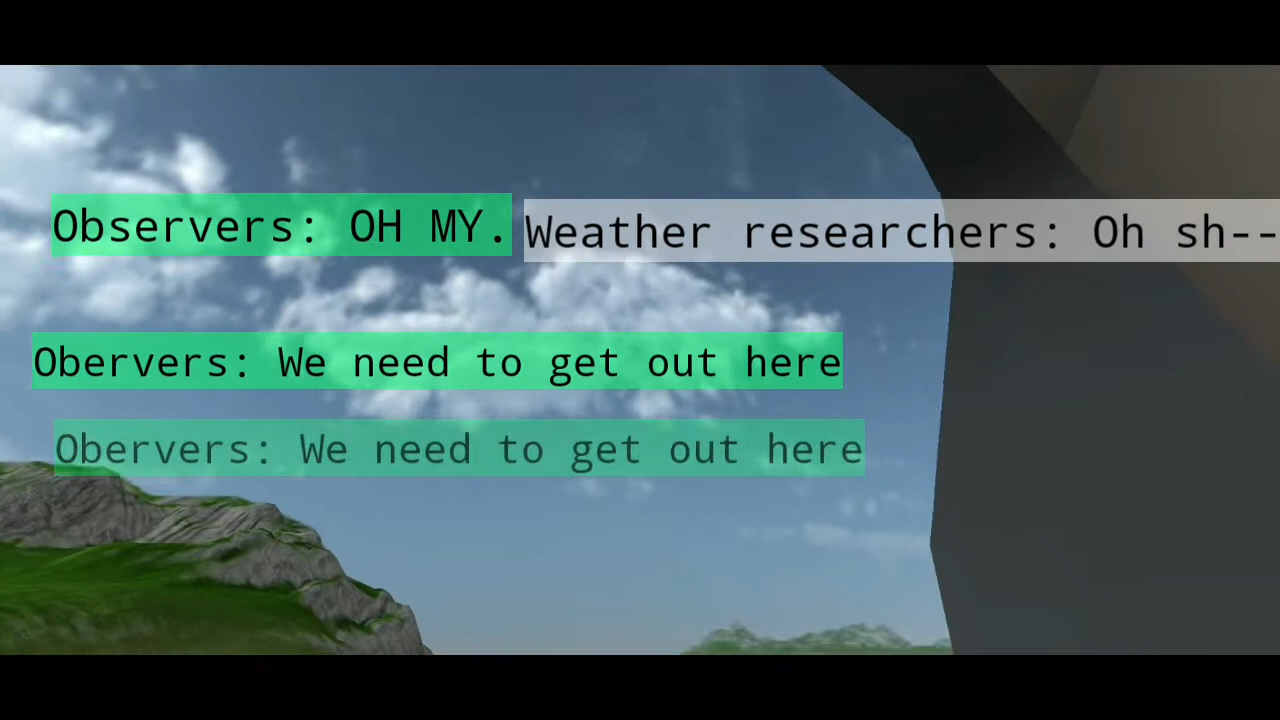 Observers: OH MY.
Weather researchers: Oh sh--
Obervers: We need to get out here
Obervers: We need to get out here